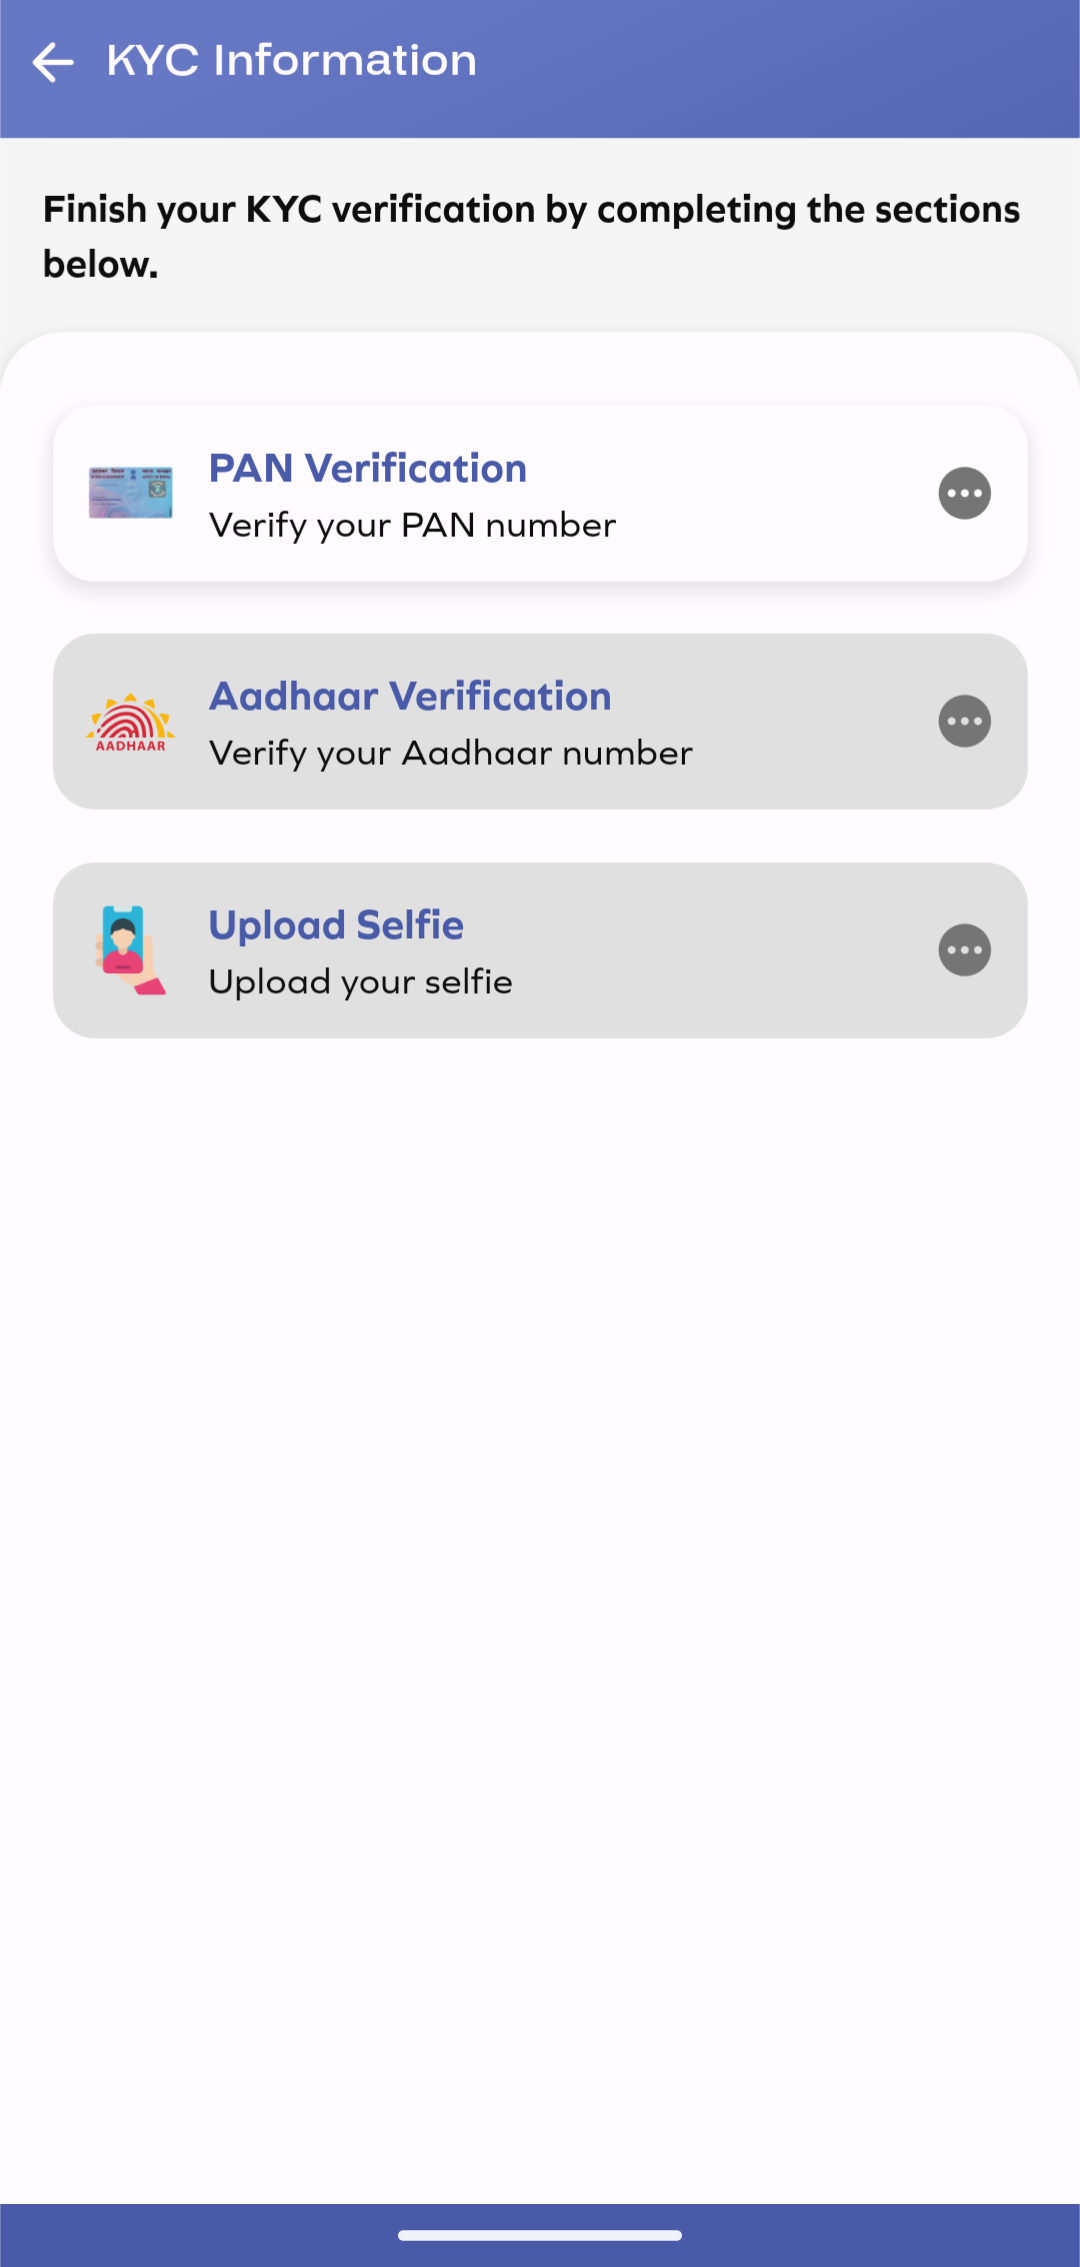 KYC Information
Finish your KYC verification by completing the sections
below.
PAN Verification
Verify your PAN number
AADHAAR
Aadhaar Verification
Verify your Aadhaar number
Upload Selfie
Upload your selfie